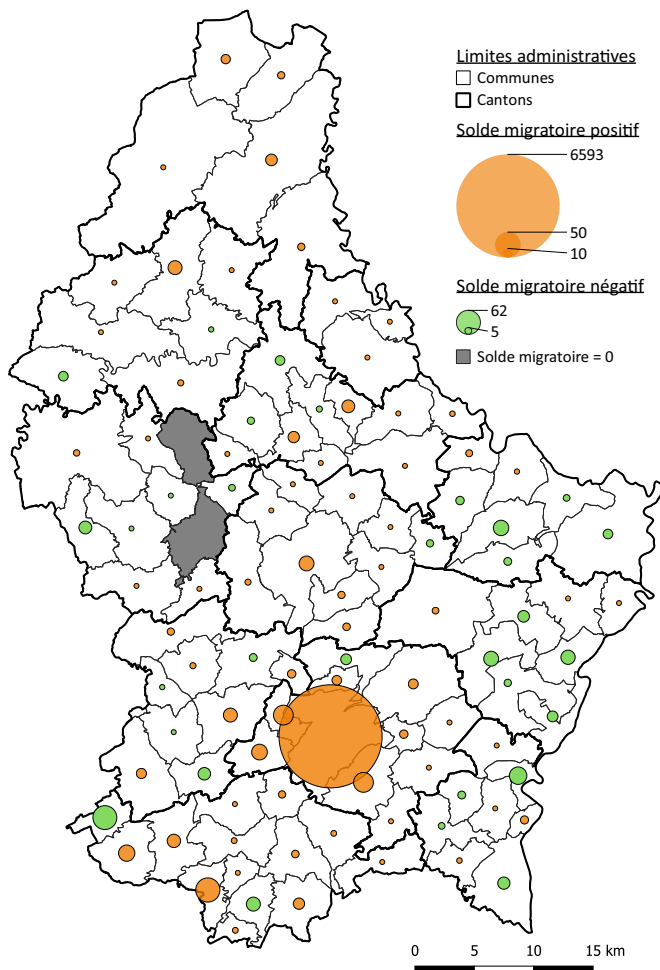 Limites administratives
Communes
Cantons
Solde migratoire positif
6593
50
10
Solde migratoire négatif
62
5
Solde migratoire = 0
0 5 10 15 km